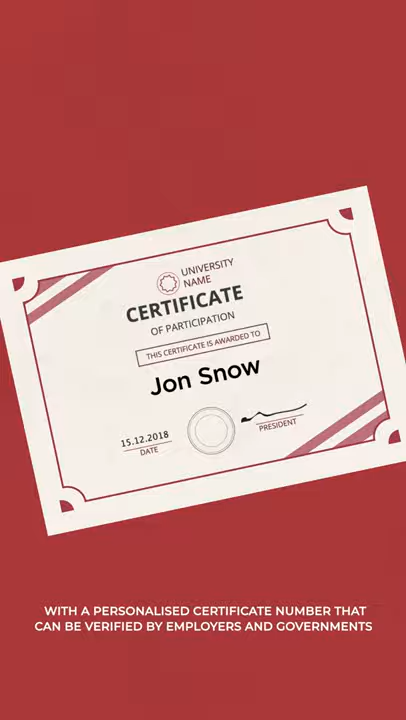 UNIVERSITY
NAME
CERTIFICATE
OF PARTICIPATION
THIS CERTIFICATE IS AWARDED TO
Jon Snow
15.12.2018
DATE
PRESIDENT
WITH A PERSONALISED CERTIFICATE NUMBER THAT
CAN BE VERIFIED BY EMPLOYERS AND GOVERNMENTS